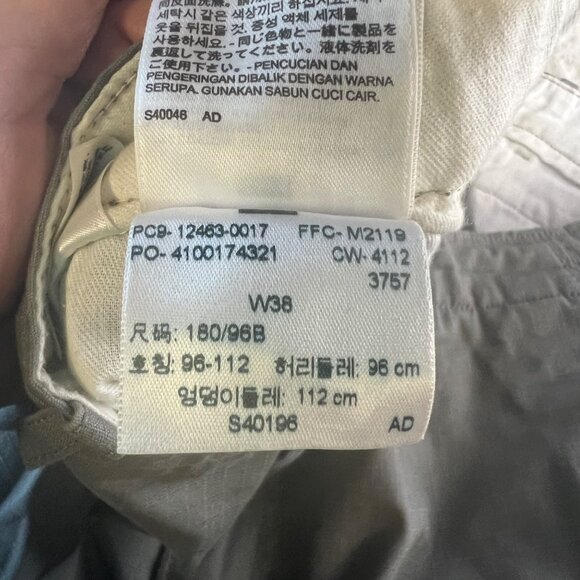 세탁시 같은 색상끼리 하십시오.
옷을 뒤집을 것. 중성 액체 세제를
사용하세요. - 同じ色物と一緒に製品を
裏返して洗ってください。液体洗剤を
ご使用下さい。- PENCUCIAN DAN
PENGERINGAN DIBALIK DENGAN WARNA
SERUPA. GUNAKAN SABUN CUCI CAIR.
S40046 AD
PC9- 12463-0017 FFC- M2119
PO- 4100174321 CW- 4112
3757
W38
尺码: 180/96B
호칭: 96-112 허리둘레: 96 cm
엉덩이둘레: 112 cm
S40196 AD